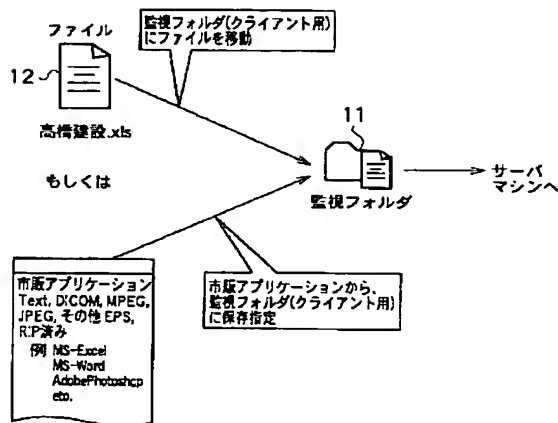 ファイル
監視フォルダ(クライアント用)
にファイルを移動
12
高橋建設.xls
11
もしくは
監視フォルダ
サーバ
マシンへ
市販アプリケーション
Text, DICOM, MPEG,
JPEG, その他 EPS,
RIP済み
例 MS-Excel
MS-Word
AdobePhotoshop
etc.
市販アプリケーションから、
監視フォルダ(クライアント用)
に保存指定